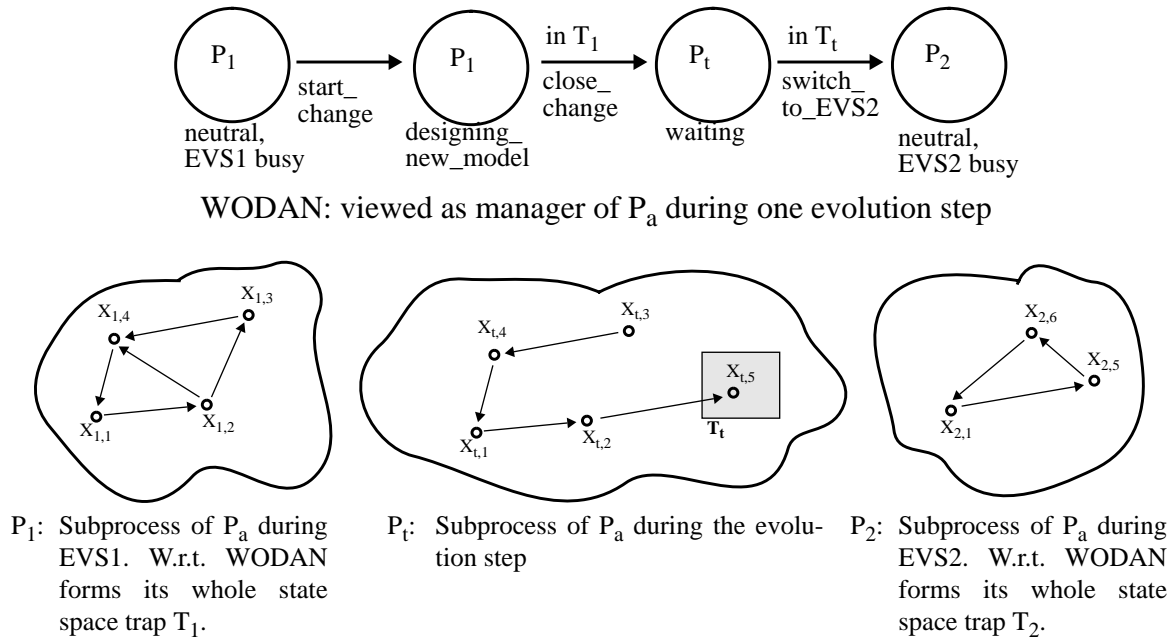 P1 P1 Pt P2
in T1 in Tt
start_ close_ switch_
change change to_EVS2
neutral, designing_ waiting neutral,
EVS1 busy new_model EVS2 busy
WODAN: viewed as manager of Pa during one evolution step
X1,3
X1,4
X1,1
X1,2
Xt,3
Xt,4
Xt,5
Tt
Xt,1
Xt,2
X2,6
X2,5
X2,1
P1: Subprocess of Pa during
EVS1. W.r.t. WODAN
forms its whole state
space trap T1.
Pt: Subprocess of Pa during the evolu-
tion step
P2: Subprocess of Pa during
EVS2. W.r.t. WODAN
forms its whole state
space trap T2.